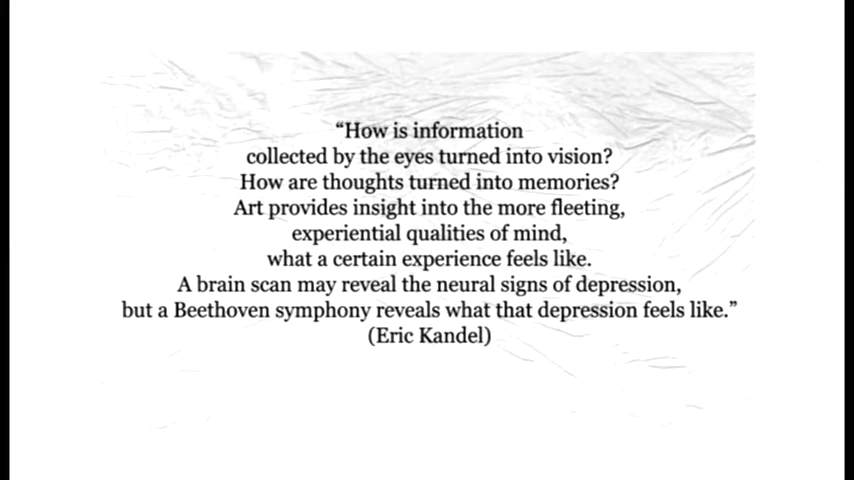 “How is information
collected by the eyes turned into vision?
How are thoughts turned into memories?
Art provides insight into the more fleeting,
experiential qualities of mind,
what a certain experience feels like.
A brain scan may reveal the neural signs of depression,
but a Beethoven symphony reveals what that depression feels like.”
(Eric Kandel)